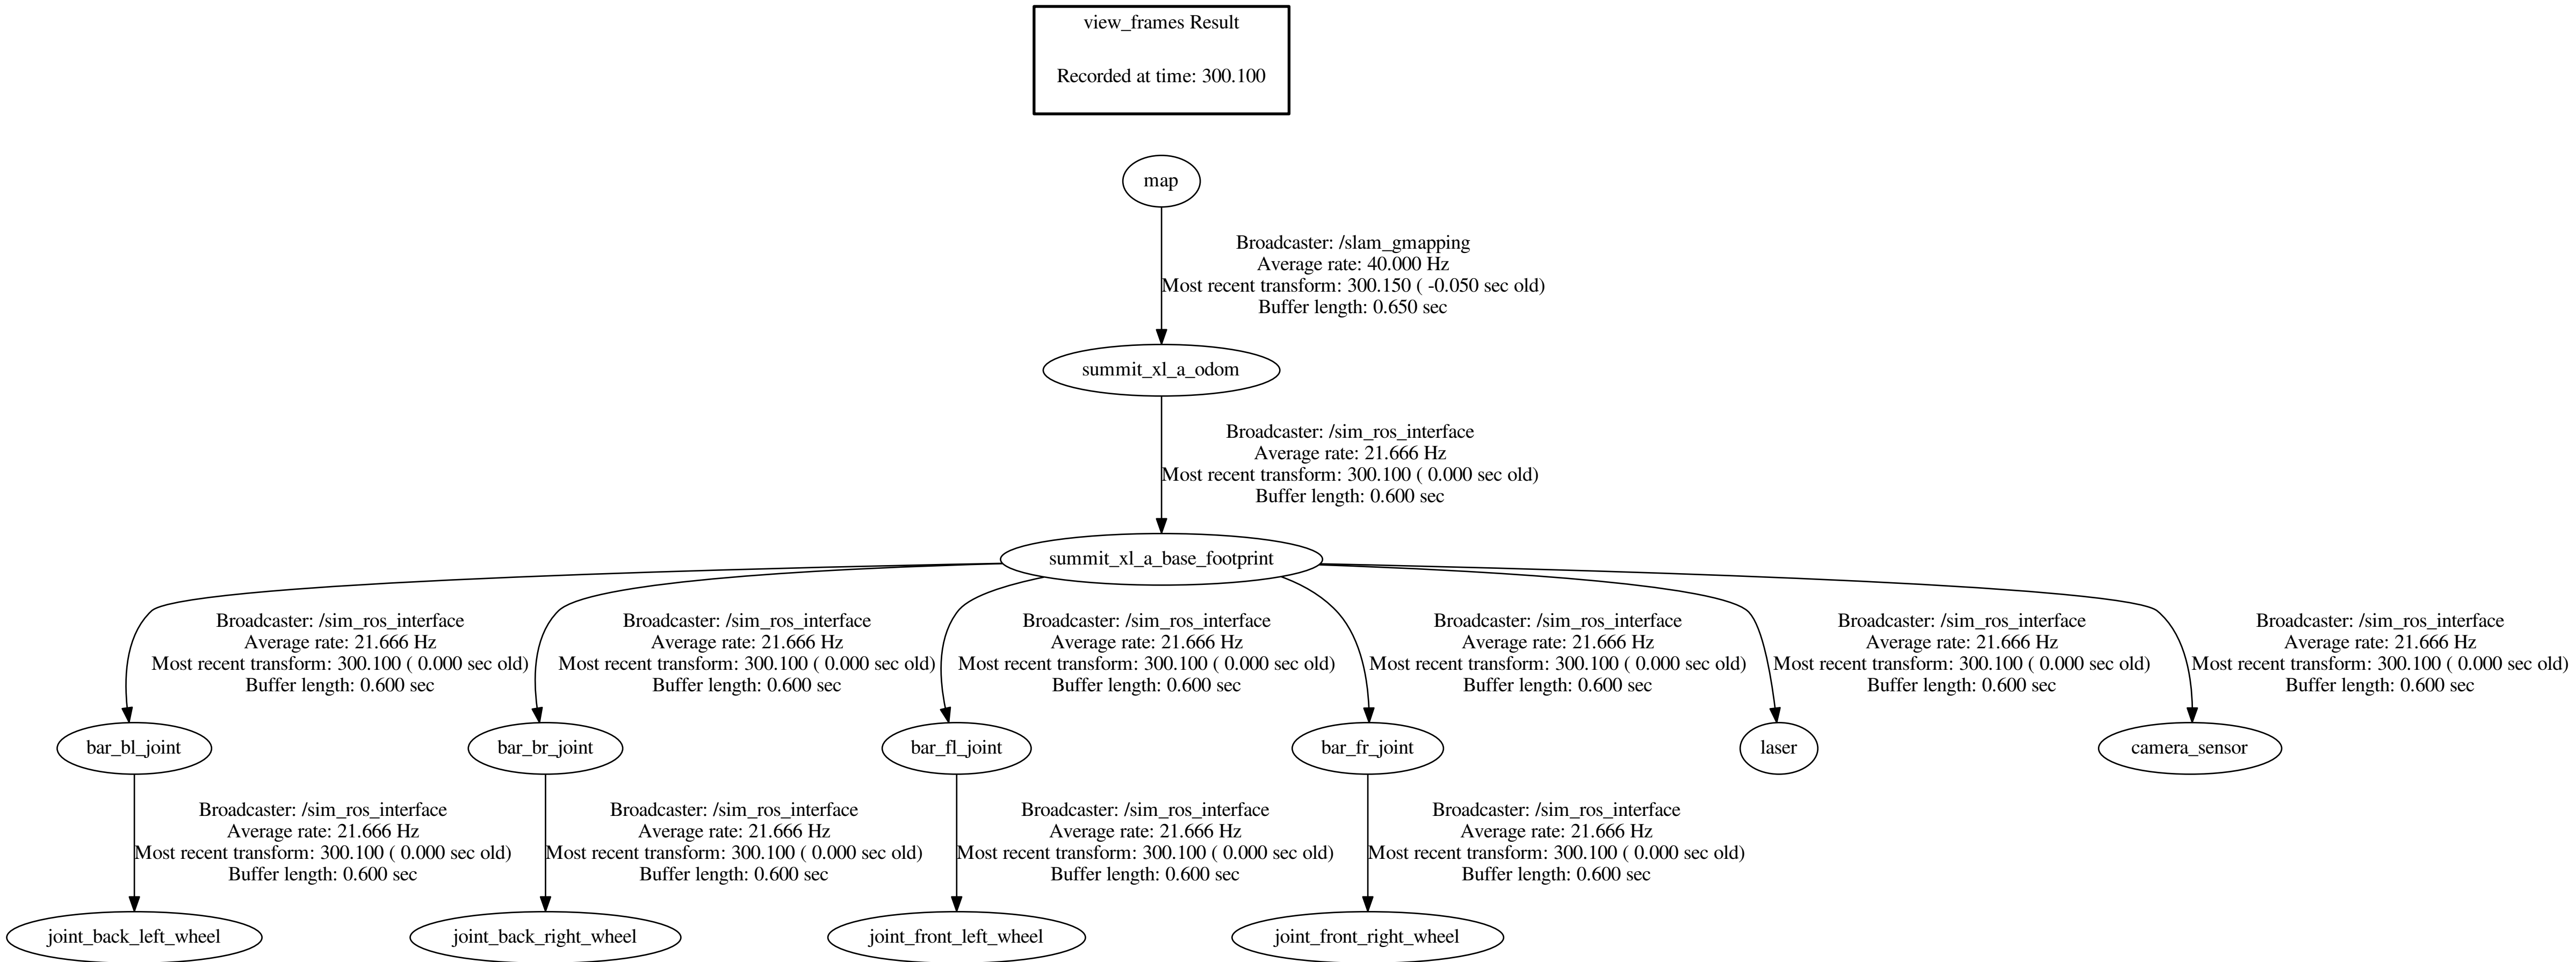 view_frames Result
Recorded at time: 300.100
map
Broadcaster: /slam_gmapping
Average rate: 40.000 Hz
Most recent transform: 300.150 ( -0.050 sec old)
Buffer length: 0.650 sec
summit_xl_a_odom
Broadcaster: /sim_ros_interface
Average rate: 21.666 Hz
Most recent transform: 300.100 ( 0.000 sec old)
Buffer length: 0.600 sec
summit_xl_a_base_footprint
Broadcaster: /sim_ros_interface
Average rate: 21.666 Hz
Most recent transform: 300.100 ( 0.000 sec old)
Buffer length: 0.600 sec
Broadcaster: /sim_ros_interface
Average rate: 21.666 Hz
Most recent transform: 300.100 ( 0.000 sec old)
Buffer length: 0.600 sec
Broadcaster: /sim_ros_interface
Average rate: 21.666 Hz
Most recent transform: 300.100 ( 0.000 sec old)
Buffer length: 0.600 sec
Broadcaster: /sim_ros_interface
Average rate: 21.666 Hz
Most recent transform: 300.100 ( 0.000 sec old)
Buffer length: 0.600 sec
Broadcaster: /sim_ros_interface
Average rate: 21.666 Hz
Most recent transform: 300.100 ( 0.000 sec old)
Buffer length: 0.600 sec
Broadcaster: /sim_ros_interface
Average rate: 21.666 Hz
Most recent transform: 300.100 ( 0.000 sec old)
Buffer length: 0.600 sec
bar_bl_joint
bar_br_joint
bar_fl_joint
bar_fr_joint
laser
camera_sensor
Broadcaster: /sim_ros_interface
Average rate: 21.666 Hz
Most recent transform: 300.100 ( 0.000 sec old)
Buffer length: 0.600 sec
Broadcaster: /sim_ros_interface
Average rate: 21.666 Hz
Most recent transform: 300.100 ( 0.000 sec old)
Buffer length: 0.600 sec
Broadcaster: /sim_ros_interface
Average rate: 21.666 Hz
Most recent transform: 300.100 ( 0.000 sec old)
Buffer length: 0.600 sec
Broadcaster: /sim_ros_interface
Average rate: 21.666 Hz
Most recent transform: 300.100 ( 0.000 sec old)
Buffer length: 0.600 sec
joint_back_left_wheel
joint_back_right_wheel
joint_front_left_wheel
joint_front_right_wheel